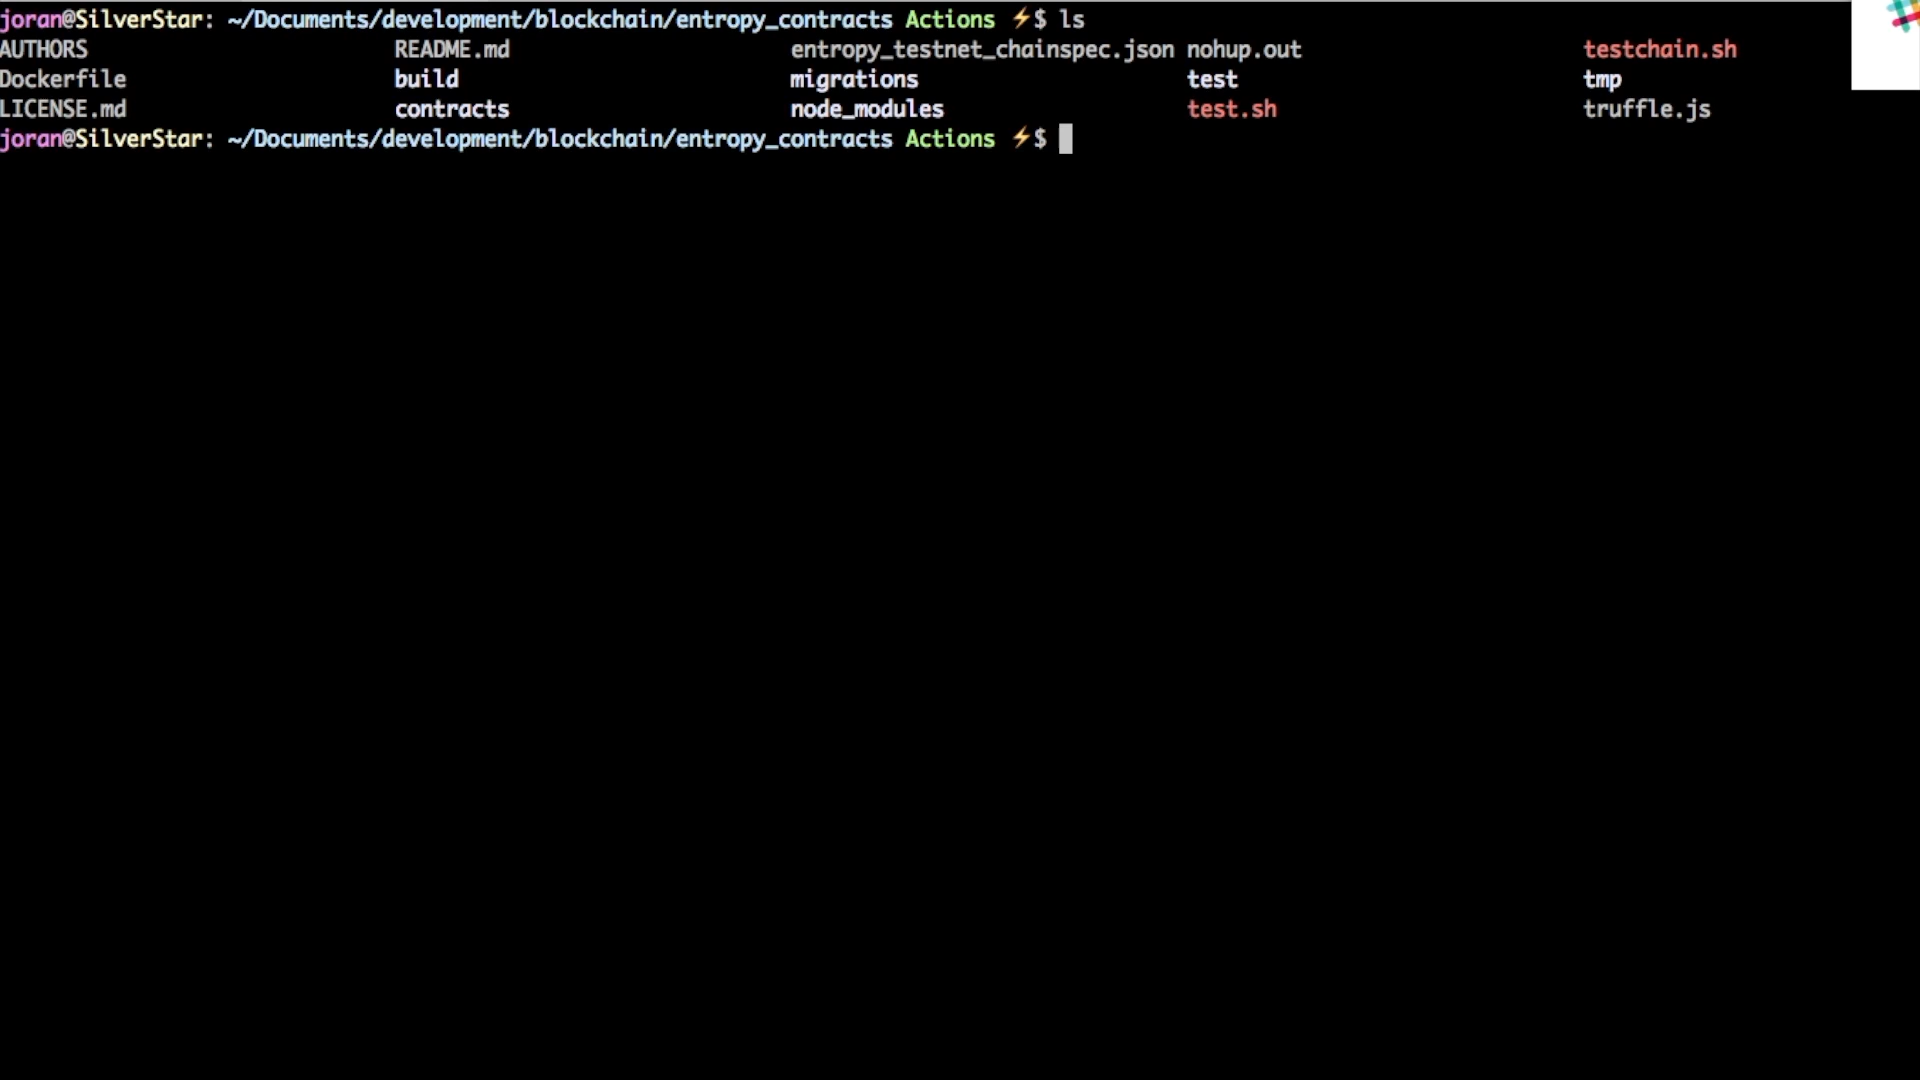 joran@SilverStar: ~/Documents/development/blockchain/entropy_contracts Actions ⚡$ ls
AUTHORS README.md entropy_testnet_chainspec.json nohup.out testchain.sh
Dockerfile build migrations test tmp
LICENSE.md contracts node_modules test.sh truffle.js
joran@SilverStar: ~/Documents/development/blockchain/entropy_contracts Actions ⚡$